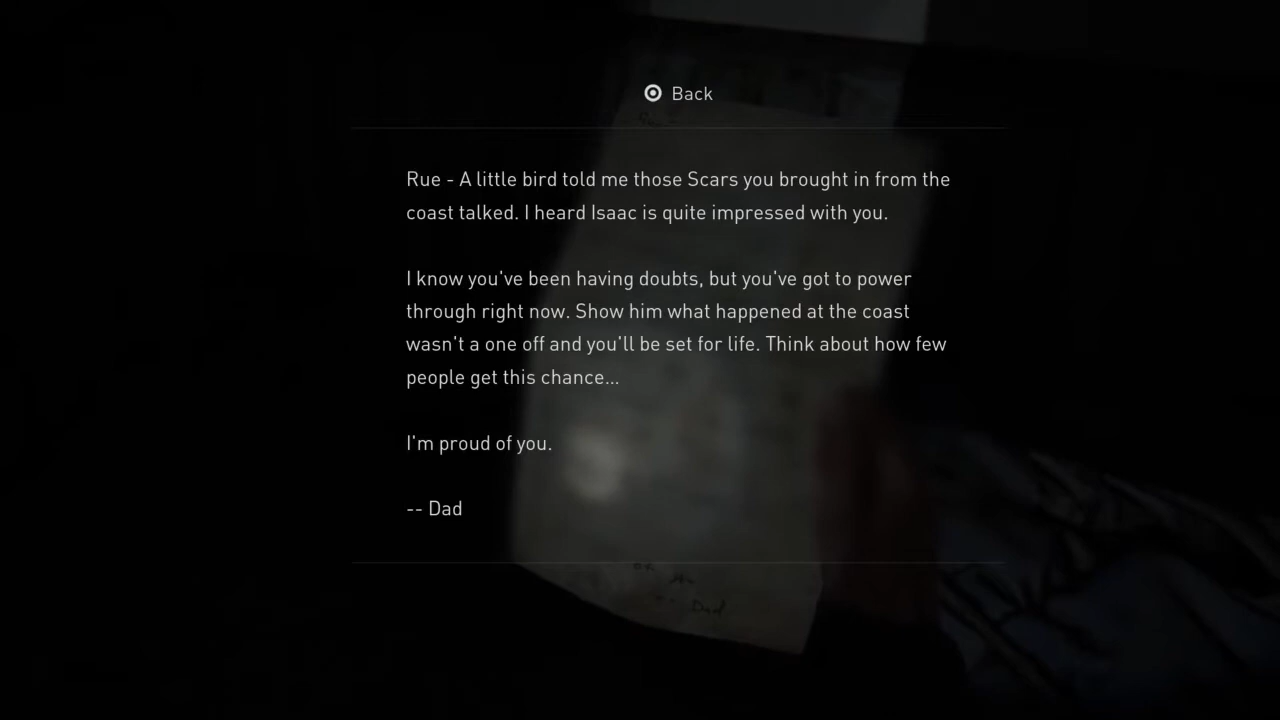 Back
Rue - A little bird told me those Scars you brought in from the
coast talked. I heard Isaac is quite impressed with you.
I know you've been having doubts, but you've got to power
through right now. Show him what happened at the coast
wasn't a one off and you'll be set for life. Think about how few
people get this chance...
I'm proud of you.
-- Dad
Dad